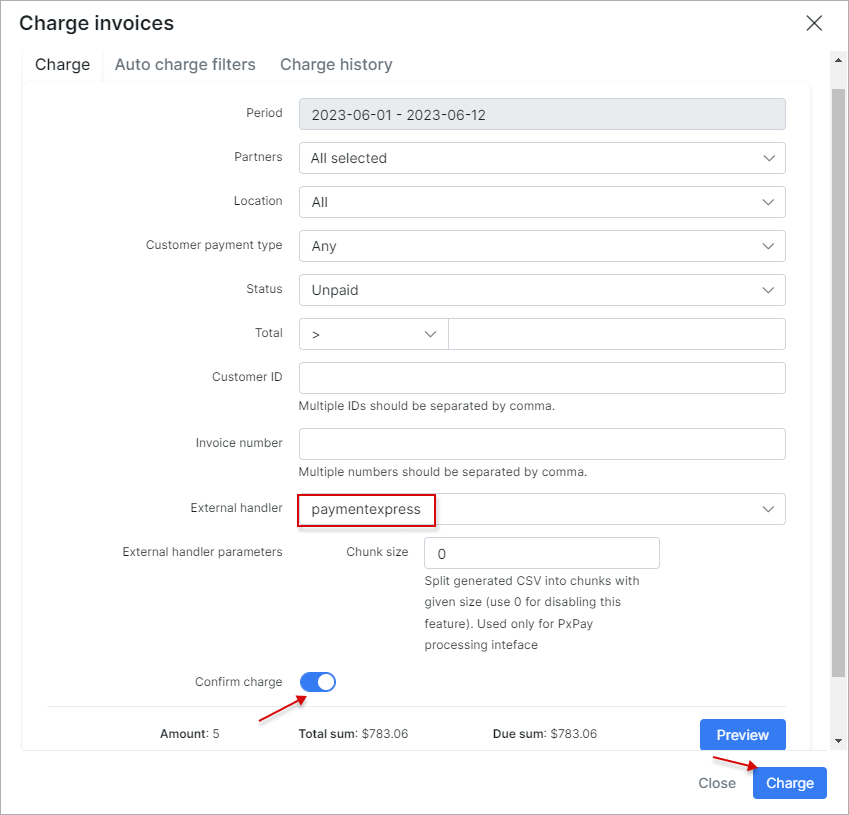 Charge invoices
Charge Auto charge filters Charge history
Period 2023-06-01 - 2023-06-12
Partners All selected
Location All
Customer payment type Any
Status Unpaid
Total >
Customer ID
Multiple IDs should be separated by comma.
Invoice number
Multiple numbers should be separated by comma.
External handler paymentexpress
External handler parameters Chunk size 0
Split generated CSV into chunks with
given size (use 0 for disabling this
feature). Used only for PxPay
processing inteface
Confirm charge
Amount: 5 Total sum: $783.06 Due sum: $783.06 Preview
Close Charge